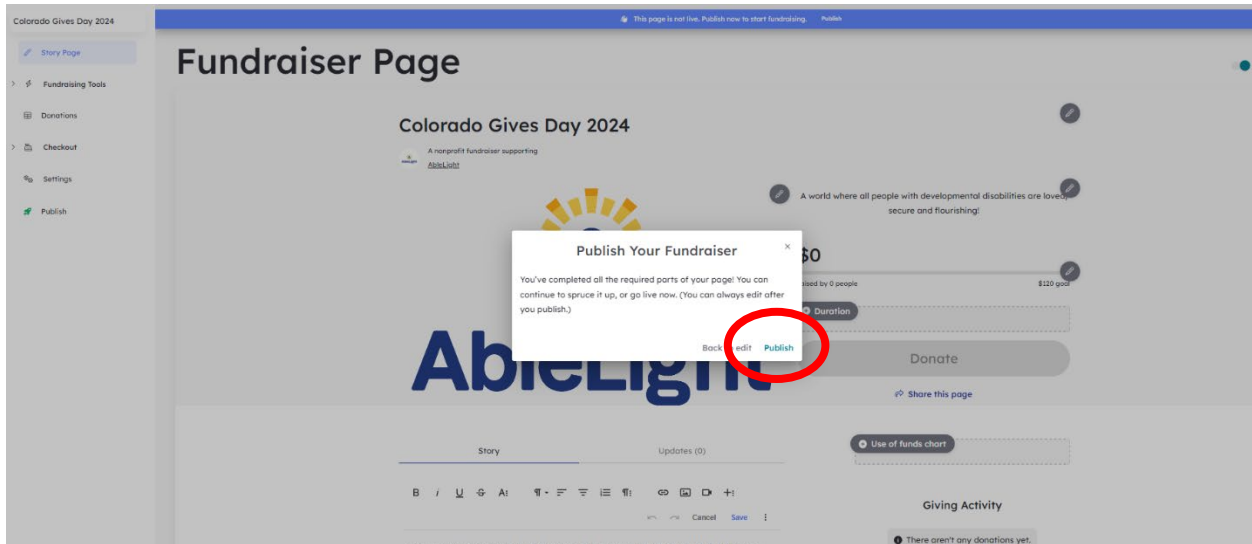 Colorado Gives Day 2024
Story Page
Fundraising Tools
Donations
Checkout
Settings
Publish
This page is not live. Publish now to start fundraising. Publish
Fundraiser Page
Colorado Gives Day 2024
A nonprofit fundraiser supporting
AbleLight
A world where all people with developmental disabilities are loved,
secure and flourishing!
Publish Your Fundraiser
You've completed all the required parts of your page! You can
continue to spruce it up, or go live now. (You can always edit after
you publish.)
Back edit Publish
$0
raised by 0 people $120 goal
Duration
AbleLight
Donate
Share this page
Story Updates (0)
Use of funds chart
B I U S A
Cancel Save
Giving Activity
There aren't any donations yet.